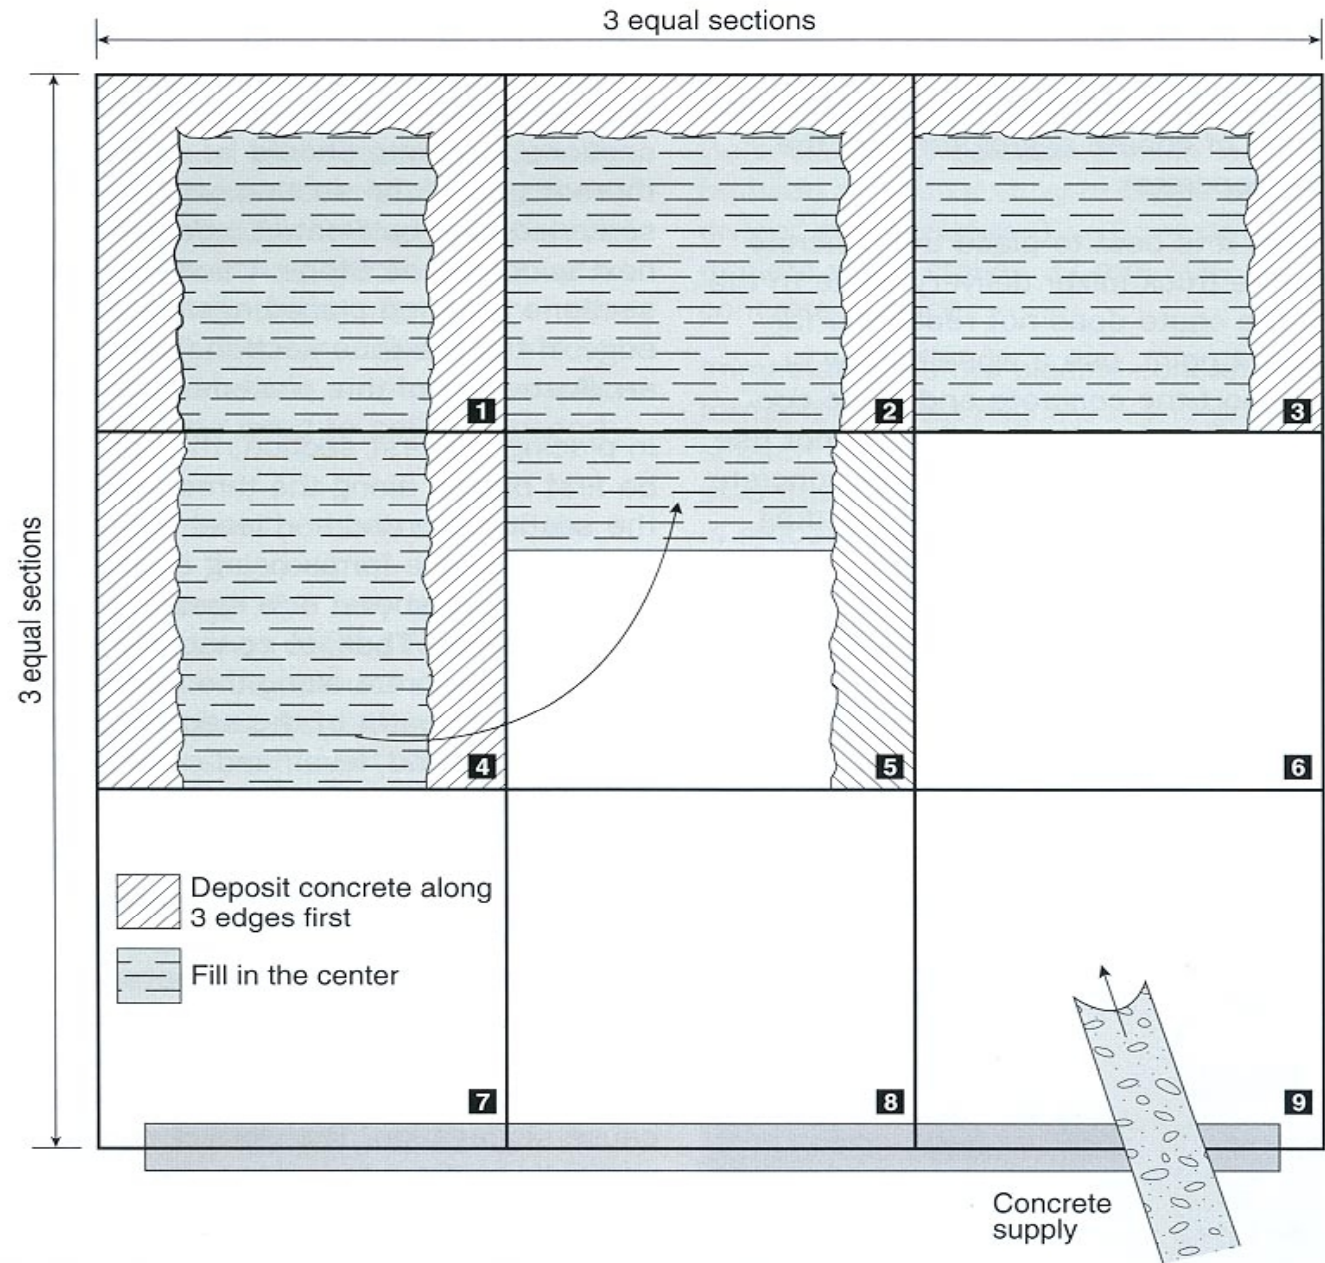 3 equal sections
3 equal sections
1
2
3
4
5
6
Deposit concrete along
3 edges first
Fill in the center
7
8
9
Concrete
supply